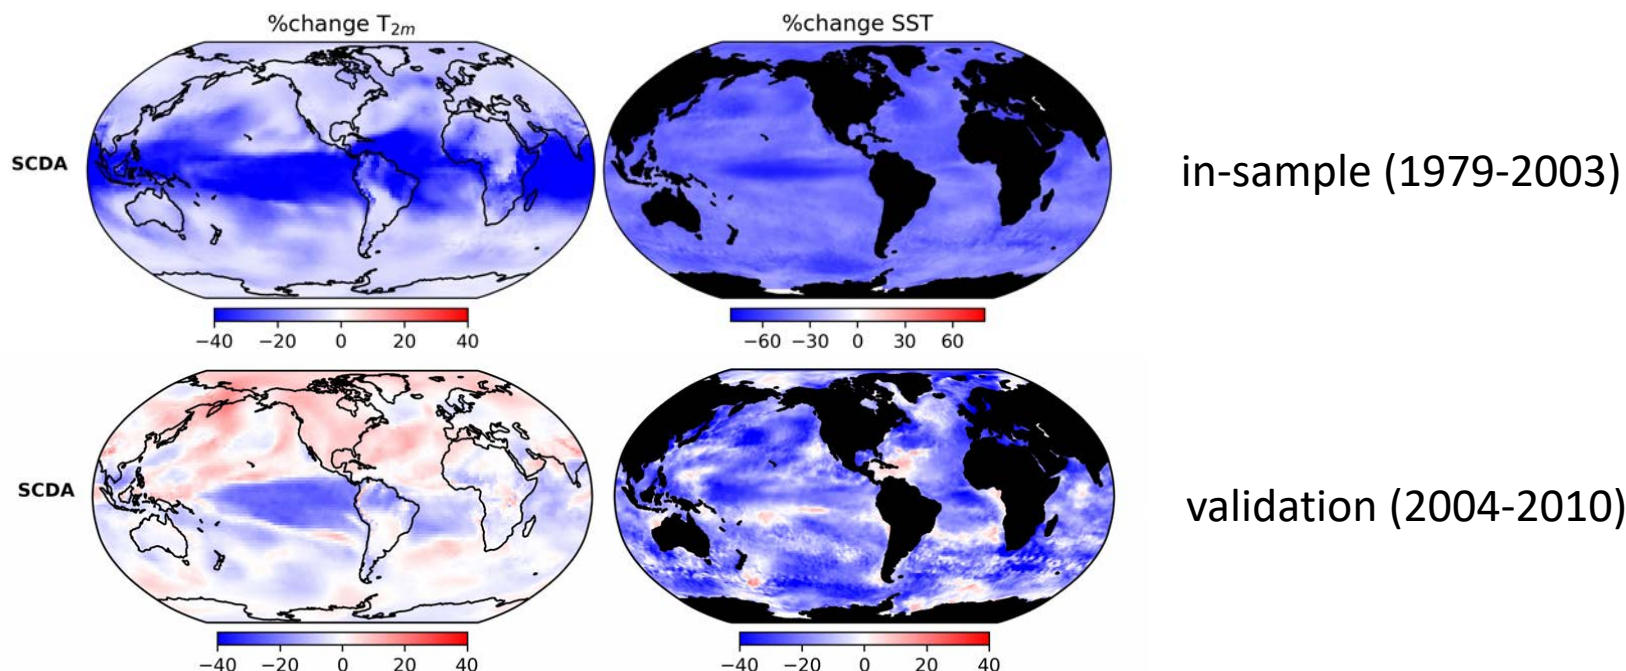 %change T2m
%change SST
SCDA
in-sample (1979-2003)
−40 −20 0 20 40
−60 −30 0 30 60
SCDA
validation (2004-2010)
−40 −20 0 20 40
−40 −20 0 20 40